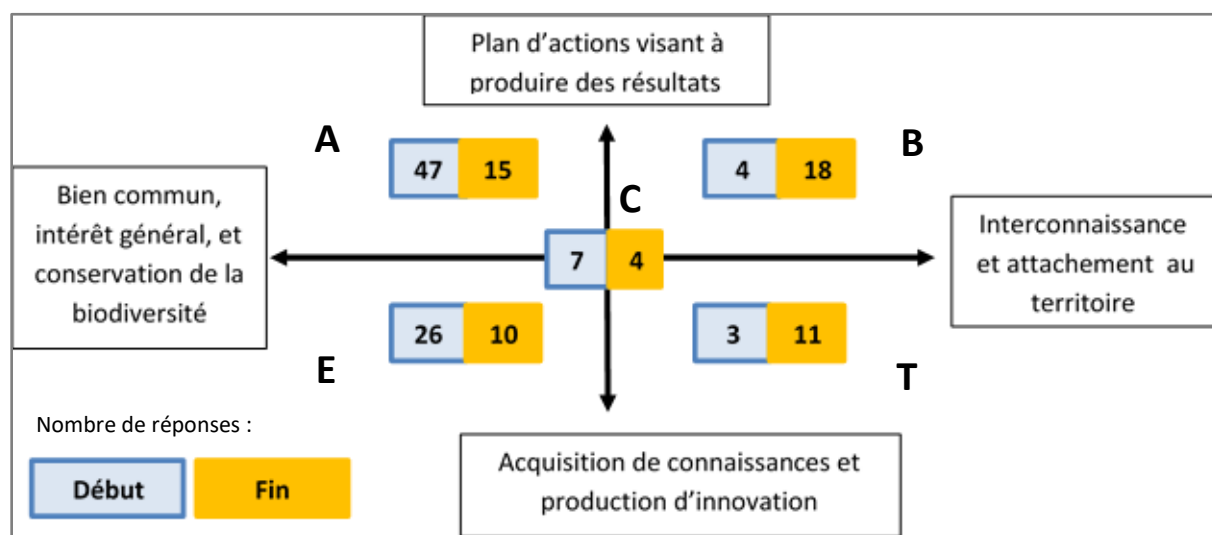 Plan d’actions visant à
produire des résultats
A
47 15
4 18
B
Bien commun,
intérêt général, et
conservation de la
biodiversité
C
7 4
Interconnaissance
et attachement au
territoire
26 10
3 11
E
T
Nombre de réponses :
Début Fin
Acquisition de connaissances et
production d’innovation